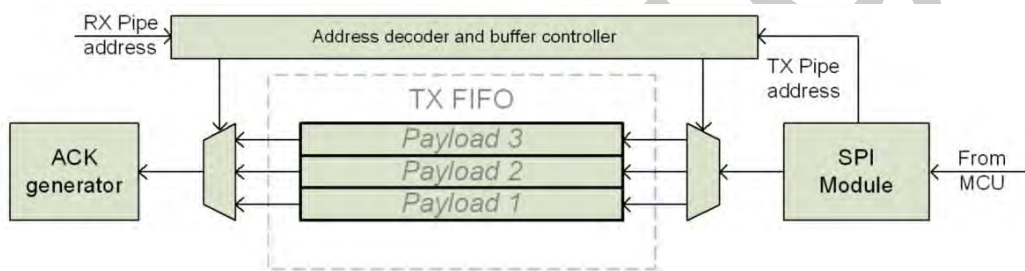 RX Pipe
address
Address decoder and buffer controller
TX Pipe
address
TX FIFO
Payload 3
Payload 2
Payload 1
ACK
generator
SPI
Module
From
MCU